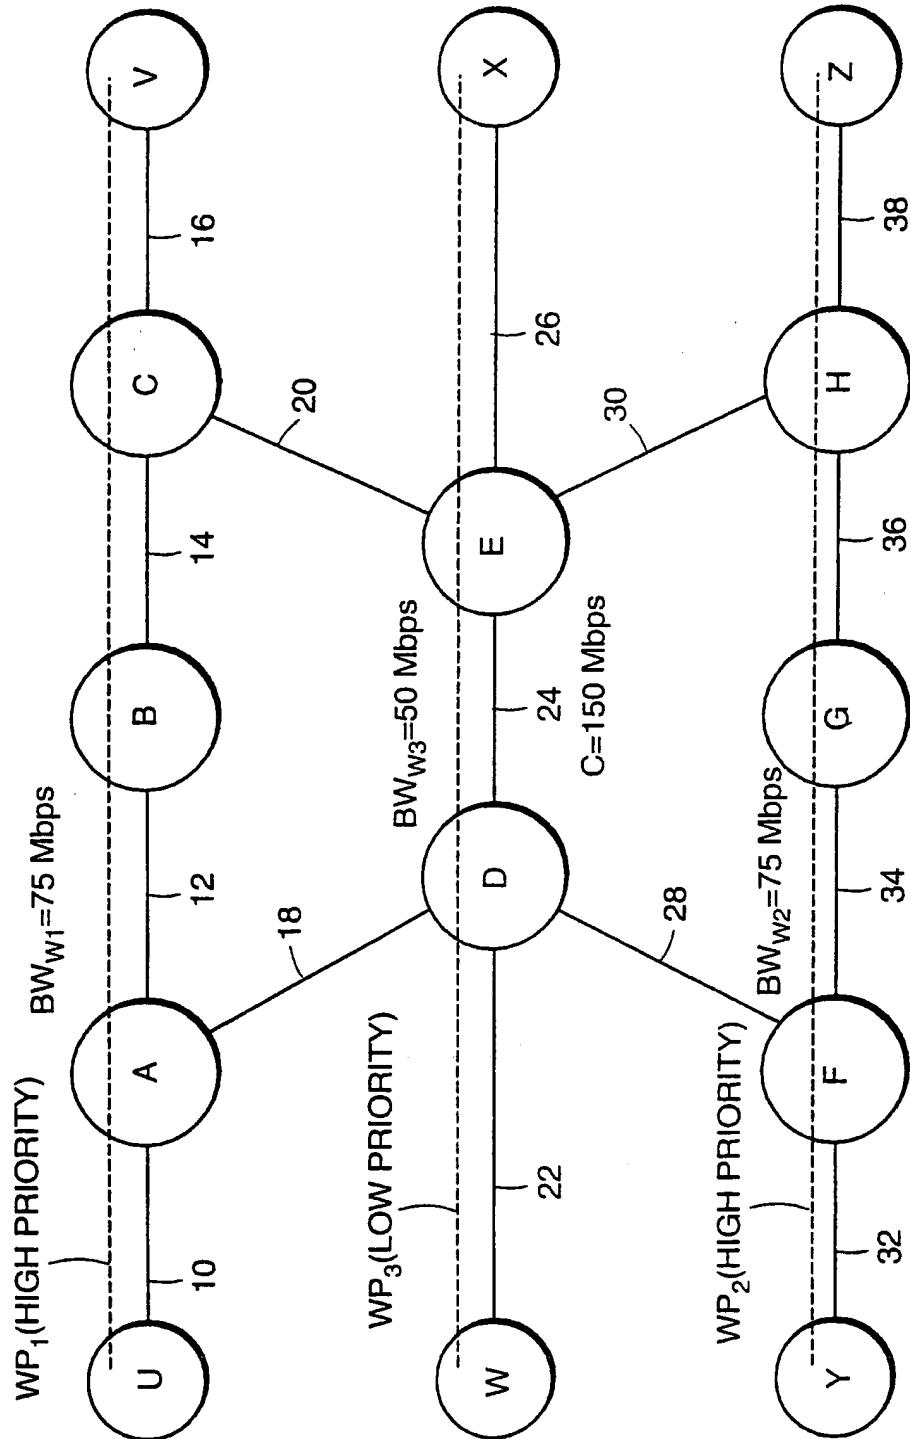 WP1(HIGH PRIORITY)
BWW1=75 Mbps
U
A
B
C
V
10
12
14
16
18
20
WP3(LOW PRIORITY)
BWW3=50 Mbps
W
D
E
X
22
24
26
C=150 Mbps
28
30
WP2(HIGH PRIORITY)
BWW2=75 Mbps
Y
F
G
H
Z
32
34
36
38